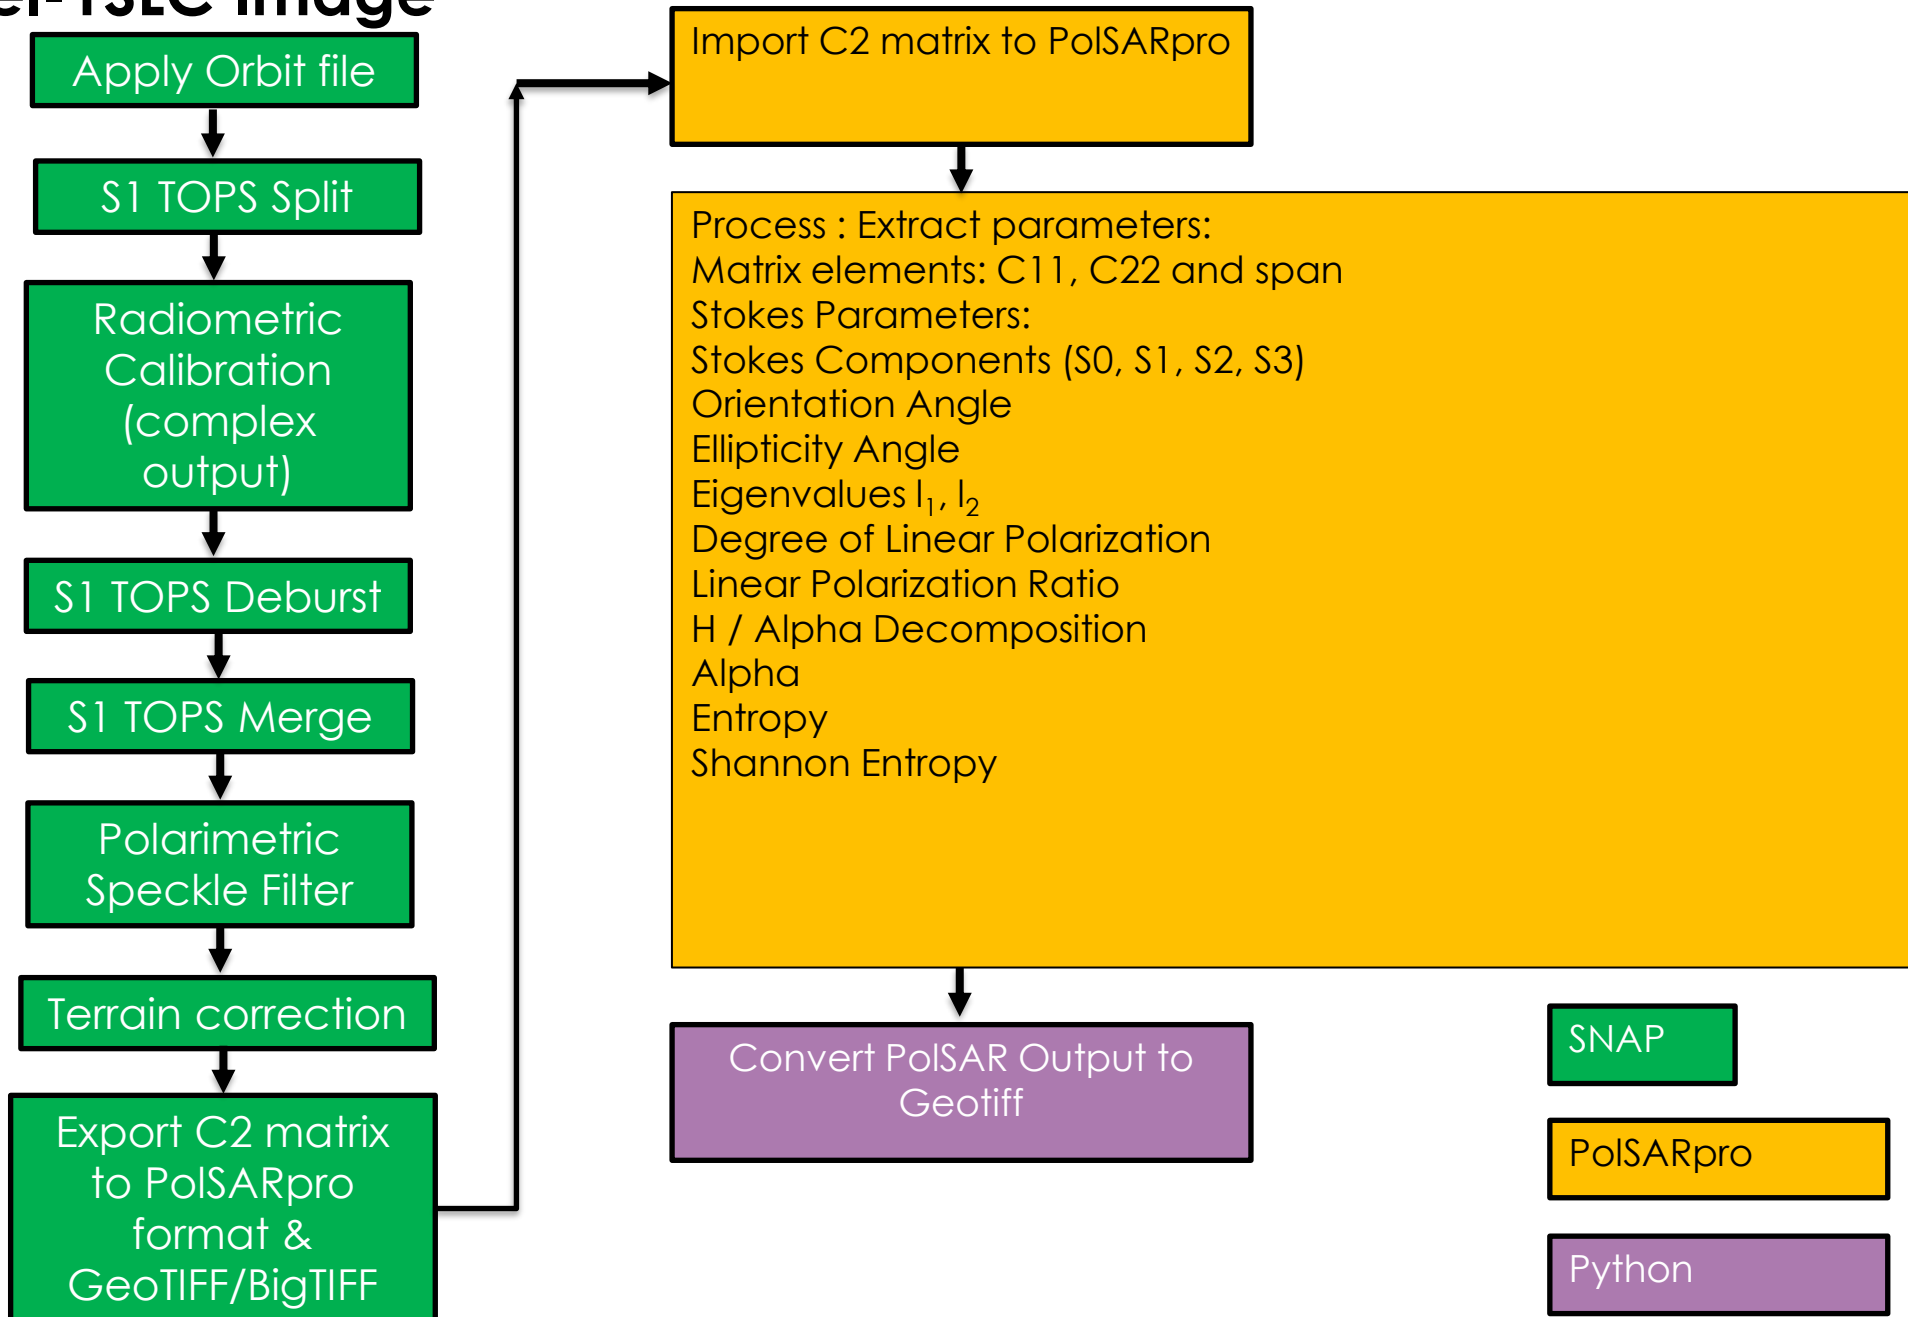 Image
Apply Orbit file
S1 TOPS Split
Radiometric
Calibration
(complex
output)
S1 TOPS Deburst
S1 TOPS Merge
Polarimetric
Speckle Filter
Terrain correction
Export C2 matrix
to PolSARpro
format &
GeoTIFF/BigTIFF
Import C2 matrix to PolSARpro
Process : Extract parameters:
Matrix elements: C11, C22 and span
Stokes Parameters:
Stokes Components (S0, S1, S2, S3)
Orientation Angle
Ellipticity Angle
Eigenvalues l₁, l₂
Degree of Linear Polarization
Linear Polarization Ratio
H / Alpha Decomposition
Alpha
Entropy
Shannon Entropy
Convert PolSAR Output to
Geotiff
SNAP
PolSARpro
Python